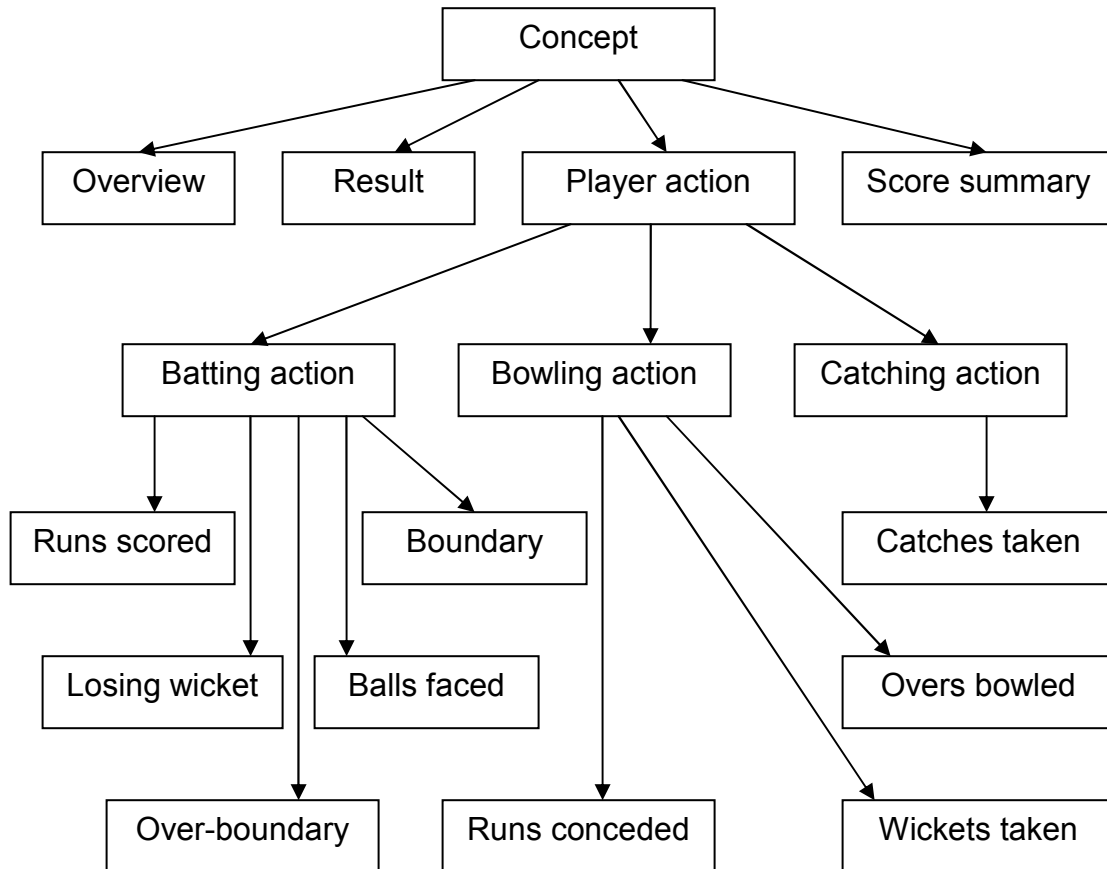 Concept
Overview
Result
Player action
Score summary
Batting action
Bowling action
Catching action
Runs scored
Boundary
Catches taken
Losing wicket
Balls faced
Overs bowled
Over-boundary
Runs conceded
Wickets taken